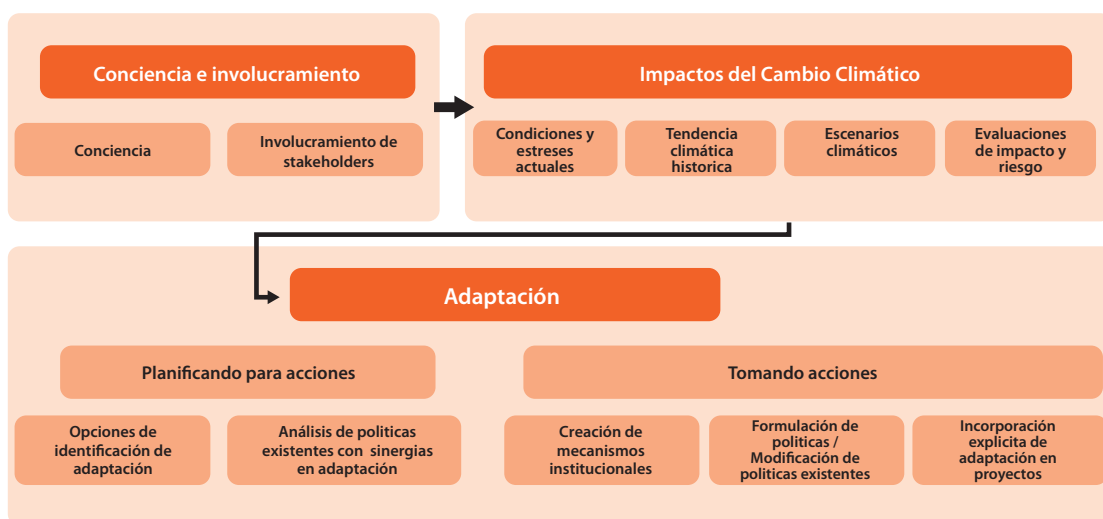 Conciencia e involucramiento
Conciencia
Involucramiento de
stakeholders
Impactos del Cambio Climático
Condiciones y
estreses
actuales
Tendencia
climática
historica
Escenarios
climáticos
Evaluaciones
de impacto y
riesgo
Adaptación
Planificando para acciones
Opciones de
identificación de
adaptación
Análisis de politicas
existentes con sinergias
en adaptación
Tomando acciones
Creación de
mecanismos
institucionales
Formulación de
politicas /
Modificación de
politicas existentes
Incorporación
explicita de
adaptación en
proyectos